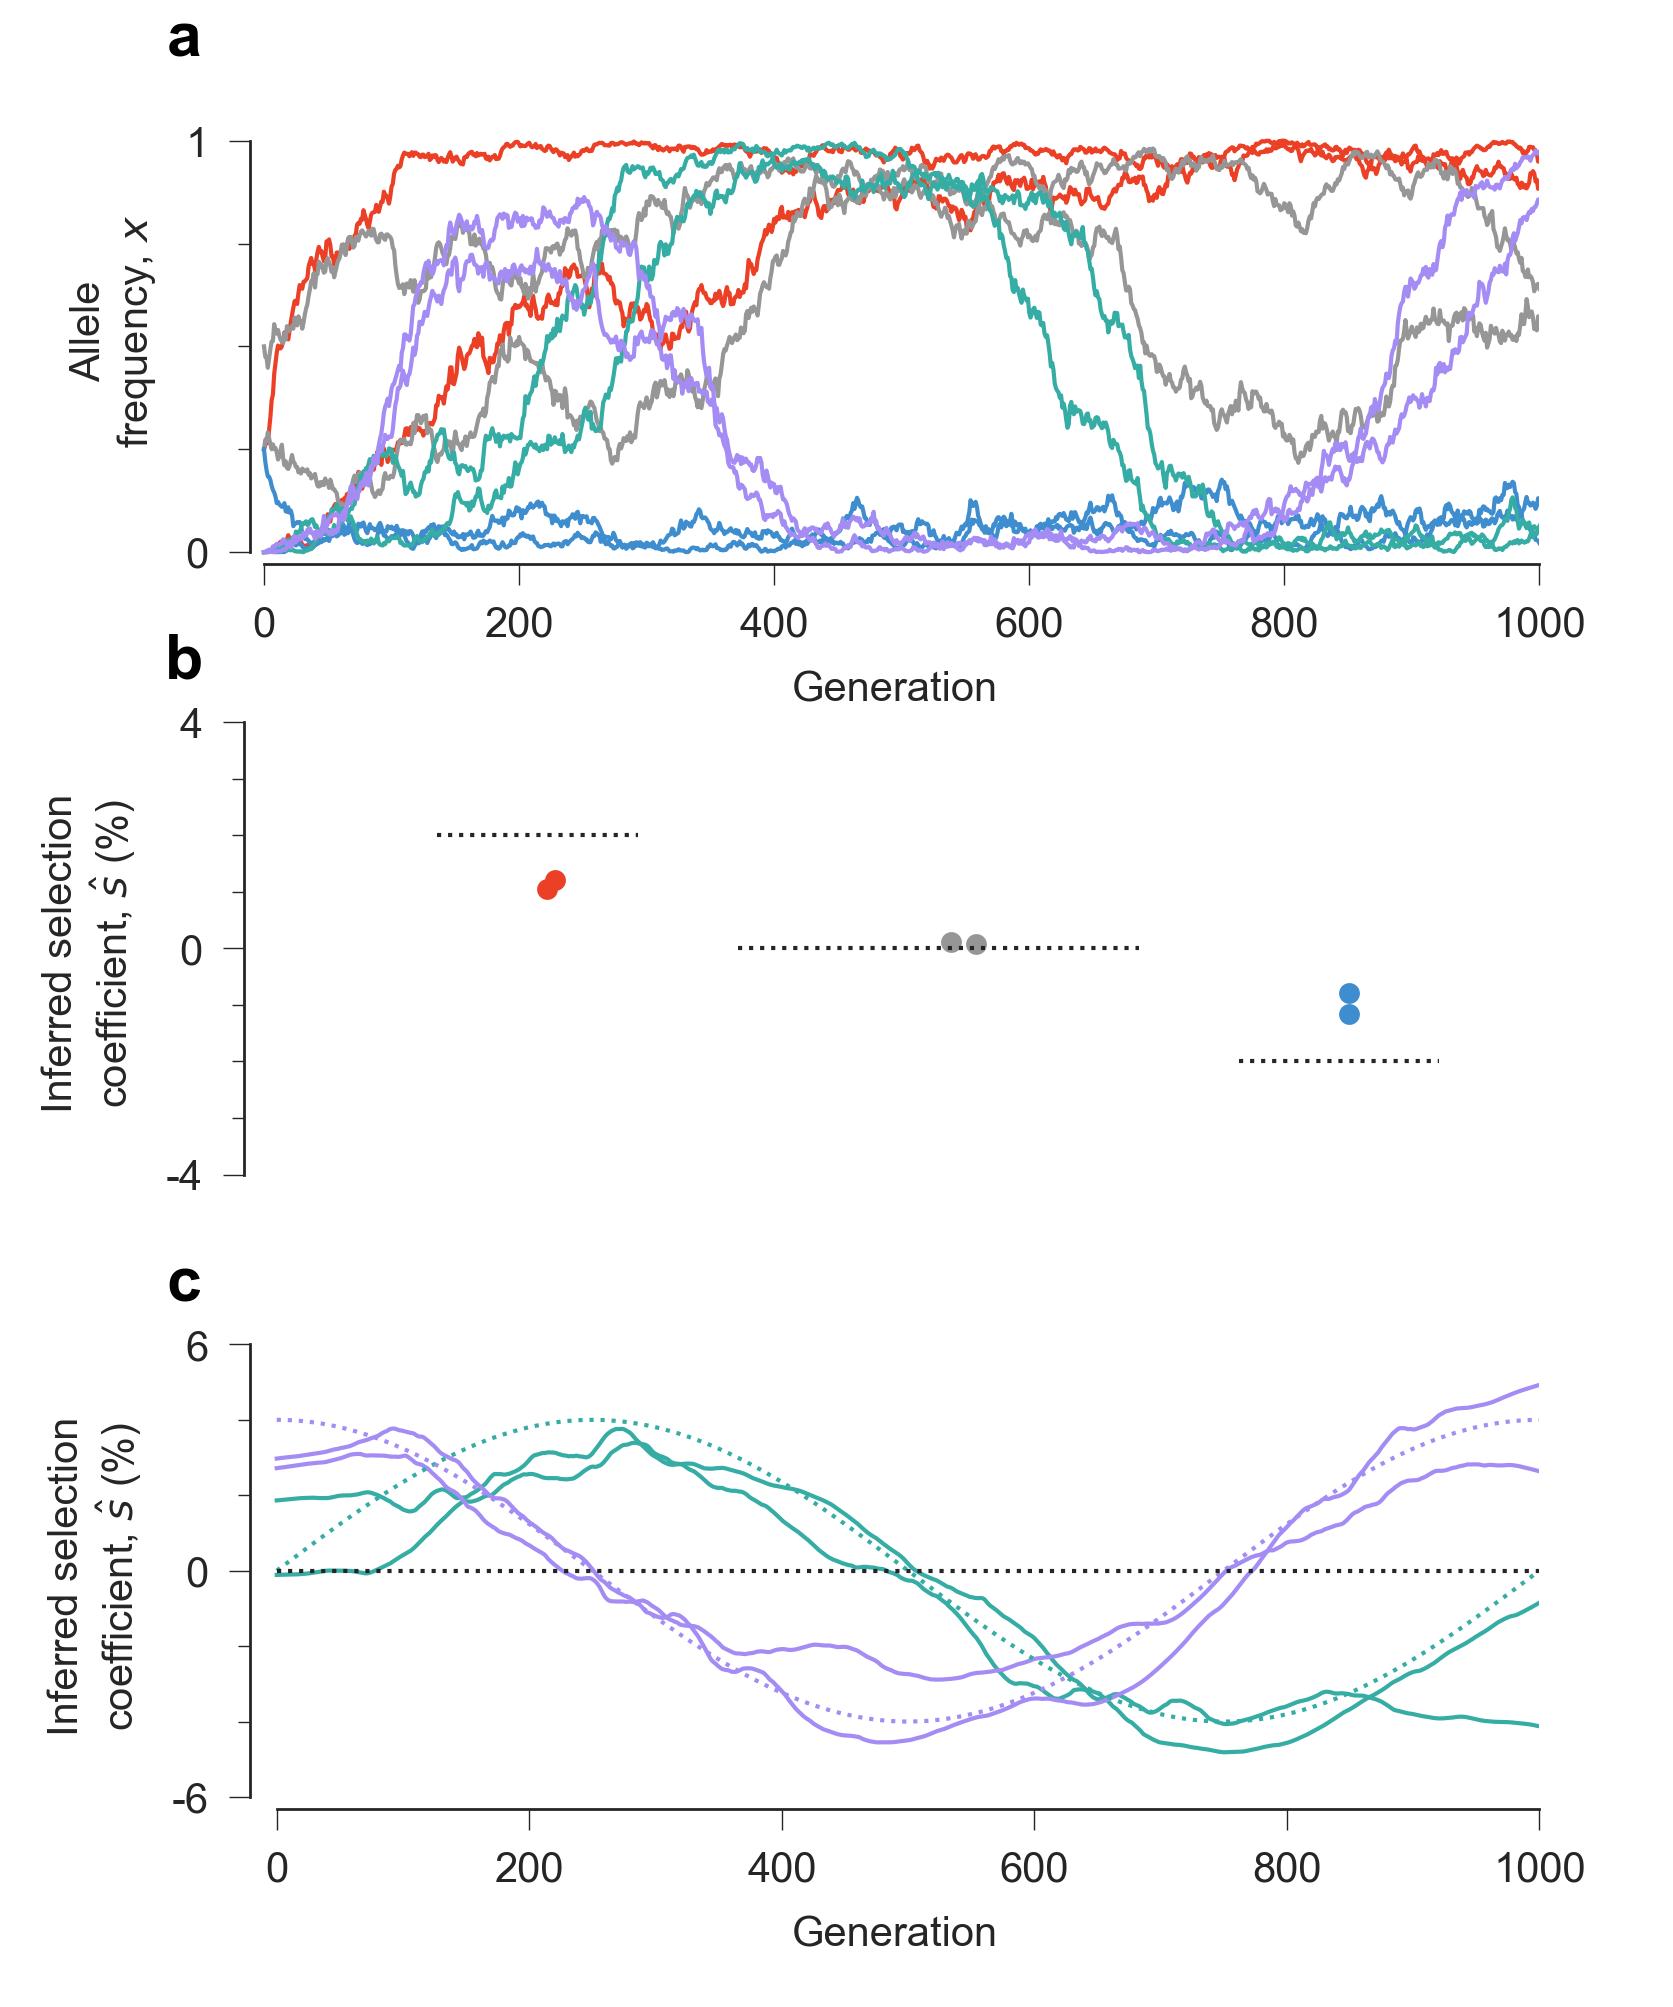 a
1
0
Allele
frequency, x
0 200 400 600 800 1000
Generation
b
4
0
-4
Inferred selection
coefficient, ŝ (%)
c
6
0
-6
Inferred selection
coefficient, ŝ (%)
0 200 400 600 800 1000
Generation